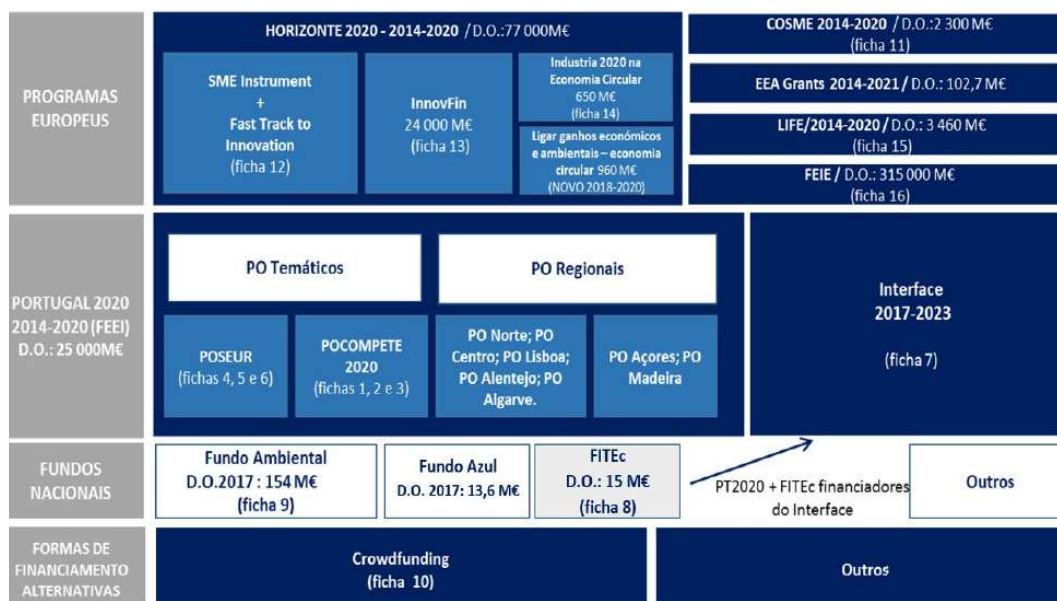 PROGRAMAS
EUROPEUS
HORIZONTE 2020 - 2014-2020 / D.O.:77 000M€
SME Instrument
+
Fast Track to
Innovation
(ficha 12)
InnovFin
24 000 M€
(ficha 13)
Industria 2020 na
Economia Circular
650 M€
(ficha 14)
Ligar ganhos económicos
e ambientais – economia
circular 960 M€
(NOVO 2018-2020)
COSME 2014-2020 / D.O.:2 300 M€
(ficha 11)
EEA Grants 2014-2021 / D.O.: 102,7 M€
LIFE/2014-2020 / D.O.: 3 460 M€
(ficha 15)
FEIE / D.O.: 315 000 M€
(ficha 16)
PORTUGAL 2020
2014-2020 (FEEI)
D.O.: 25 000M€
PO Temáticos
PO Regionais
POSEUR
(fichas 4, 5 e 6)
POCOMPETE
2020
(fichas 1, 2 e 3)
PO Norte; PO
Centro; PO Lisboa;
PO Alentejo; PO
Algarve.
PO Açores; PO
Madeira
Interface
2017-2023
(ficha 7)
FUNDOS
NACIONAIS
Fundo Ambiental
D.O.2017 : 154 M€
(ficha 9)
Fundo Azul
D.O. 2017: 13,6 M€
FITEc
D.O.: 15 M€
(ficha 8)
PT2020 + FITEc financiadores
do Interface
Outros
FORMAS DE
FINANCIAMENTO
ALTERNATIVAS
Crowdfunding
(ficha 10)
Outros